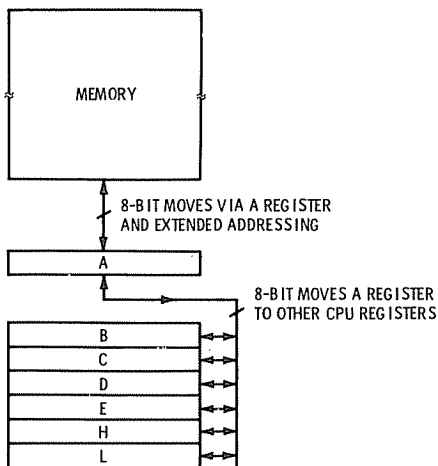 MEMORY
8-BIT MOVES VIA A REGISTER
AND EXTENDED ADDRESSING
A
8-BIT MOVES A REGISTER
TO OTHER CPU REGISTERS
B
C
D
E
H
L